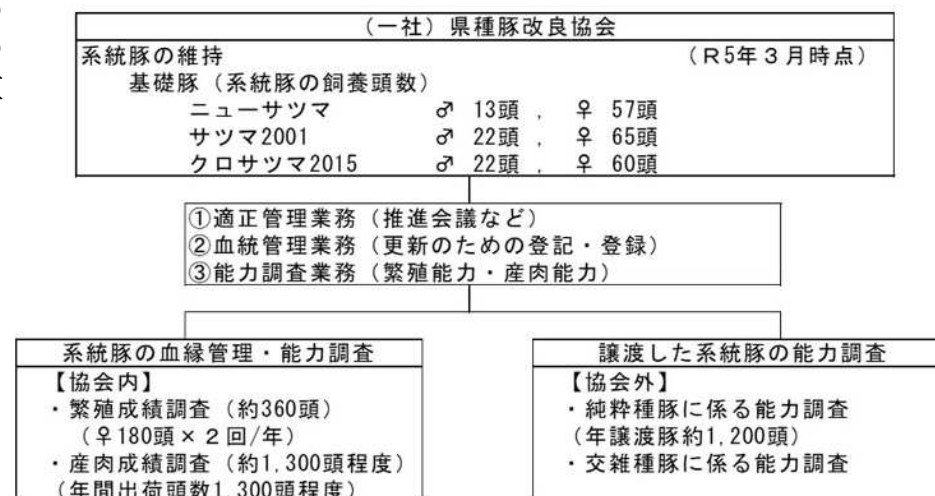 (一社)県種豚改良協会
系統豚の維持 (R5年3月時点)
基礎豚(系統豚の飼養頭数)
ニューサツマ ♂ 13頭, ♀ 57頭
サツマ2001 ♂ 22頭, ♀ 65頭
クロサツマ2015 ♂ 22頭, ♀ 60頭
①適正管理業務(推進会議など)
②血統管理業務(更新のための登記・登録)
③能力調査業務(繁殖能力・産肉能力)
系統豚の血縁管理・能力調査
【協会内】
・繁殖成績調査(約360頭)
(♀180頭×2回/年)
・産肉成績調査(約1,300頭程度)
(年間出荷頭数1,300頭程度)
譲渡した系統豚の能力調査
【協会外】
・純粋種豚に係る能力調査
(年譲渡豚約1,200頭)
・交雑種豚に係る能力調査